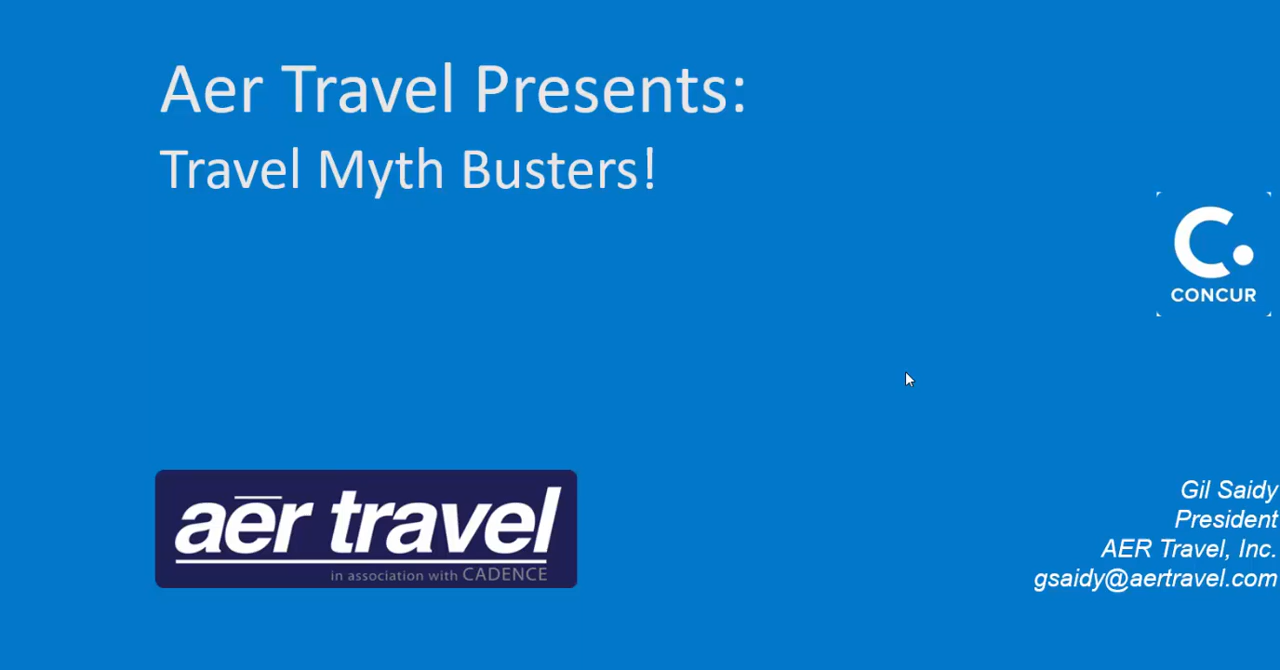 Aer Travel Presents:
Travel Myth Busters!
CONCUR
aēr travel
in association with CADENCE
Gil Saidy
President
AER Travel, Inc.
gsaidy@aertravel.com